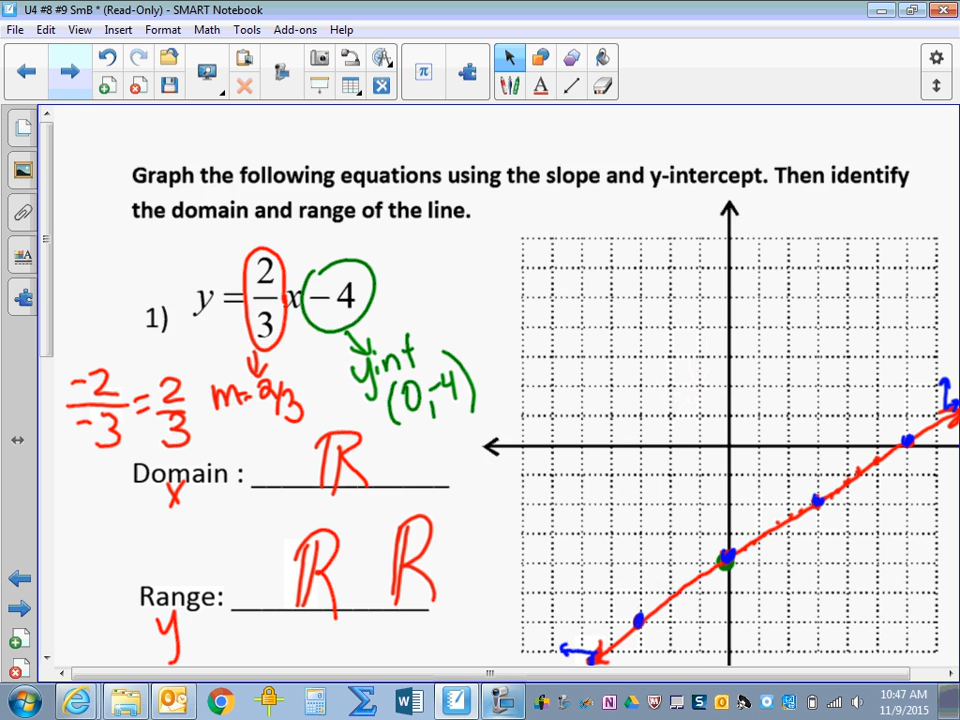 U4 #8 #9 SmB * (Read-Only) - SMART Notebook
File Edit View Insert Format Math Tools Add-ons Help
Graph the following equations using the slope and y-intercept. Then identify
the domain and range of the line.
1) y = 2/3 x - 4
-2/-3 = 2/3
m = 2/3
y int
(0, -4)
Domain : ℝ
x
Range: ℝ ℝ
y
10:47 AM
11/9/2015